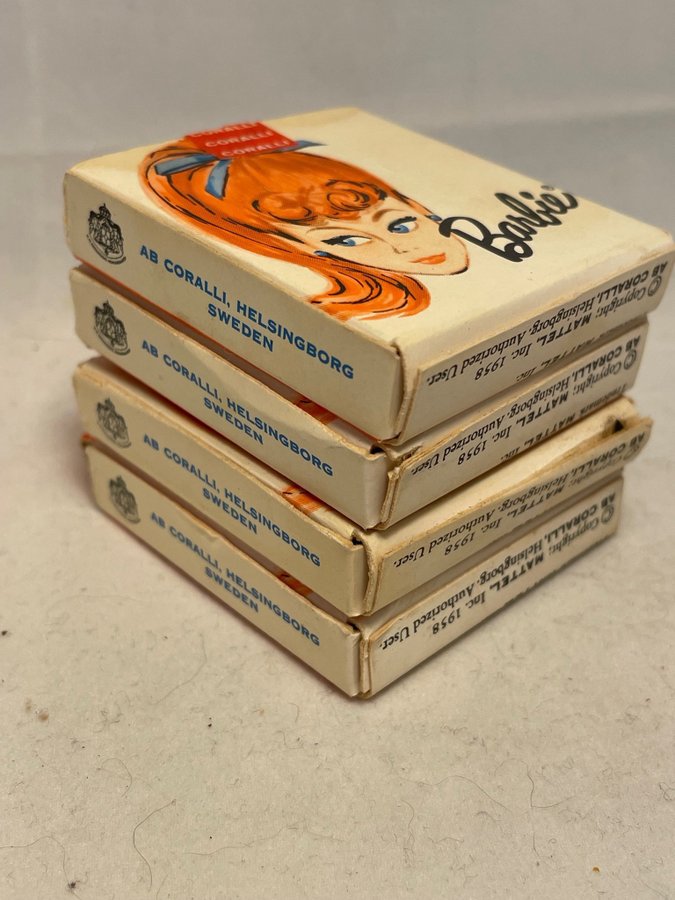 CORALLI
CORALLI
CORALLI
Barbie®
AB CORALLI, HELSINGBORG
SWEDEN
© Copyright; MATTEL, Inc. 1958
AB CORALLI, Helsingborg. Authorized User.
AB CORALLI, HELSINGBORG
SWEDEN
MATTEL, Inc. 1958
AB CORALLI, Helsingborg. Authorized User.
AB CORALLI, HELSINGBORG
SWEDEN
MATTEL, Inc. 1958
AB CORALLI, Helsingborg. Authorized User.
AB CORALLI, HELSINGBORG
SWEDEN
© Copyright; MATTEL, Inc. 1958
AB CORALLI, Helsingborg. Authorized User.